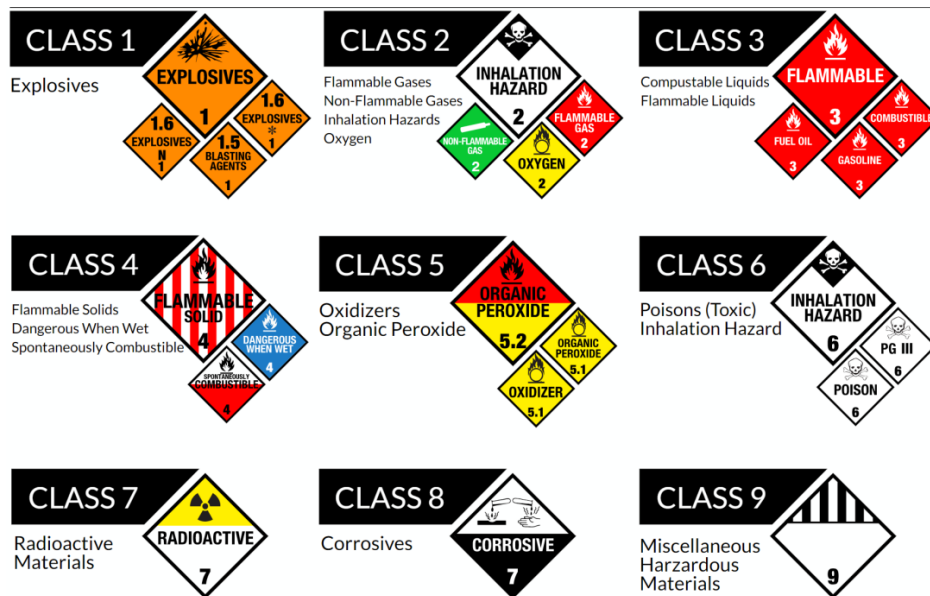 CLASS 1
Explosives
EXPLOSIVES
1
1.6
EXPLOSIVES
N
1
1.5
BLASTING
AGENTS
1
1.6
EXPLOSIVES
*
1
CLASS 2
Flammable Gases
Non-Flammable Gases
Inhalation Hazards
Oxygen
INHALATION
HAZARD
2
NON-FLAMMABLE
GAS
2
OXYGEN
2
FLAMMABLE
GAS
2
CLASS 3
Compustable Liquids
Flammable Liquids
FLAMMABLE
3
FUEL OIL
3
GASOLINE
3
COMBUSTIBLE
3
CLASS 4
Flammable Solids
Dangerous When Wet
Spontaneously Combustible
FLAMMABLE
SOLID
4
DANGEROUS
WHEN WET
4
SPONTANEOUSLY
COMBUSTIBLE
4
CLASS 5
Oxidizers
Organic Peroxide
ORGANIC
PEROXIDE
5.2
ORGANIC
PEROXIDE
5.1
OXIDIZER
5.1
CLASS 6
Poisons (Toxic)
Inhalation Hazard
INHALATION
HAZARD
6
PG III
6
POISON
6
CLASS 7
Radioactive
Materials
RADIOACTIVE
7
CLASS 8
Corrosives
CORROSIVE
7
CLASS 9
Miscellaneous
Harzardous
Materials
9